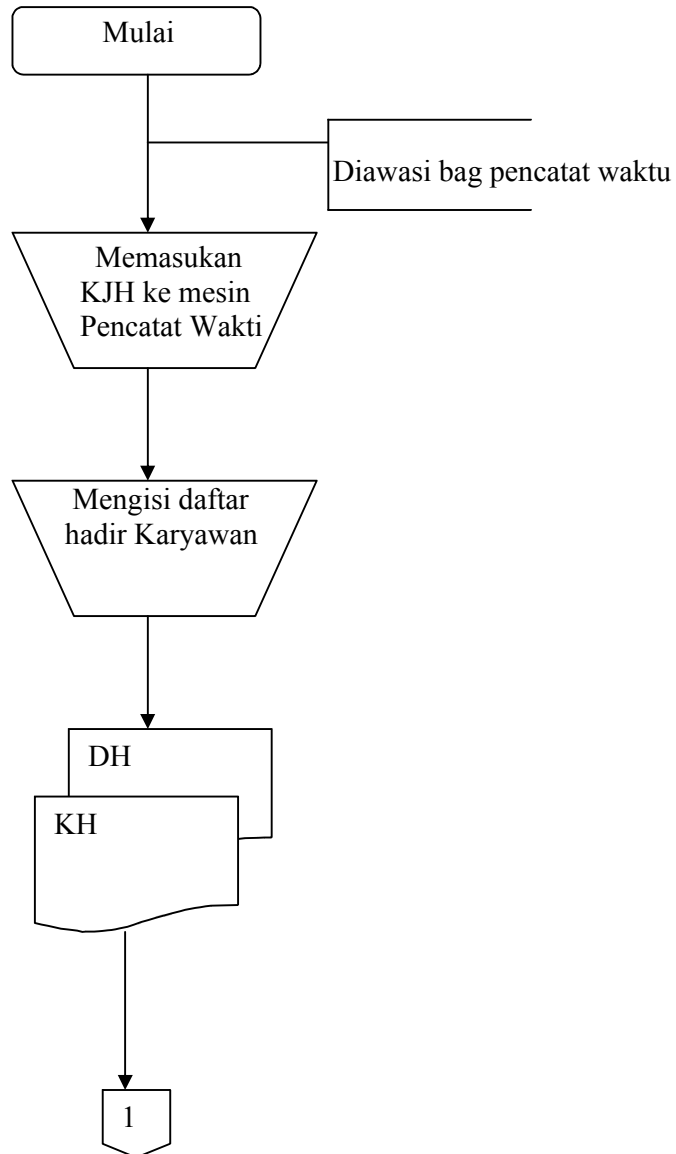 Mulai
Diawasi bag pencatat waktu
Memasukan
KJH ke mesin
Pencatat Wakti
Mengisi daftar
hadir Karyawan
DH
KH
1